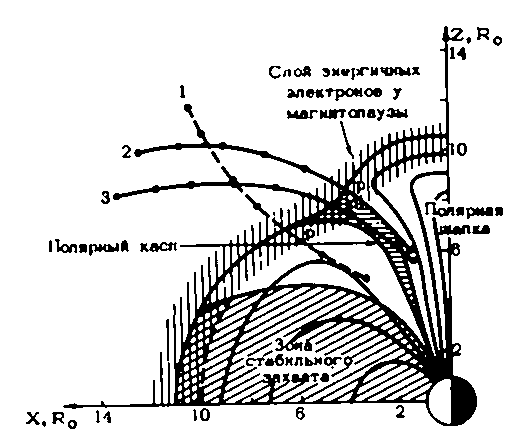 Z, R₀
14
Слой энергичных
электронов у
магнитопаузы
1
2
10
3
Полярная
шапка
Полярный касп
6
Зона
стабильного
захвата
2
X, R₀ 14 10 6 2